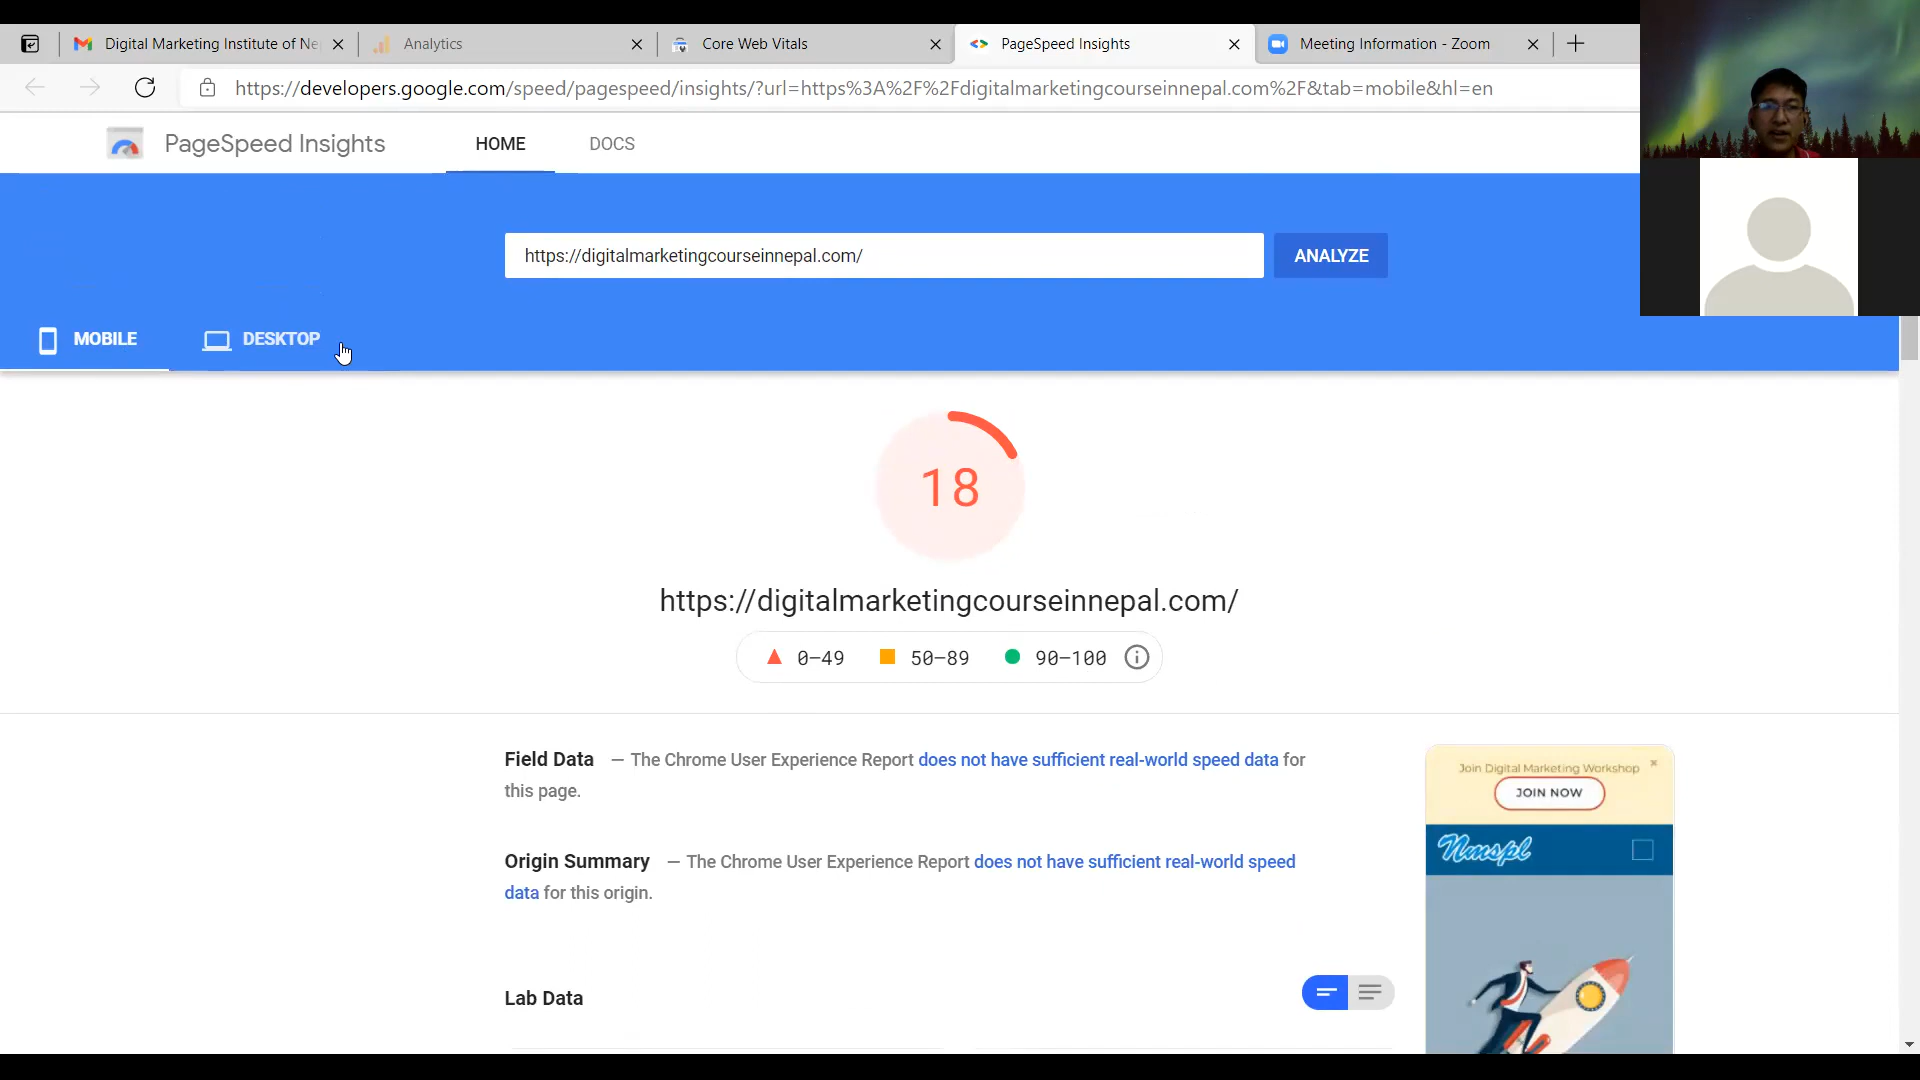 Digital Marketing Institute of Ne
Analytics
Core Web Vitals
PageSpeed Insights
Meeting Information - Zoom
https://developers.google.com/speed/pagespeed/insights/?url=https%3A%2F%2Fdigitalmarketingcourseinnepal.com%2F&tab=mobile&hl=en
PageSpeed Insights
HOME
DOCS
https://digitalmarketingcourseinnepal.com/
ANALYZE
MOBILE
DESKTOP
18
https://digitalmarketingcourseinnepal.com/
0–49
50–89
90–100
Field Data — The Chrome User Experience Report does not have sufficient real-world speed data for
this page.
Origin Summary — The Chrome User Experience Report does not have sufficient real-world speed
data for this origin.
Lab Data
Join Digital Marketing Workshop
×
JOIN NOW
Nmspl